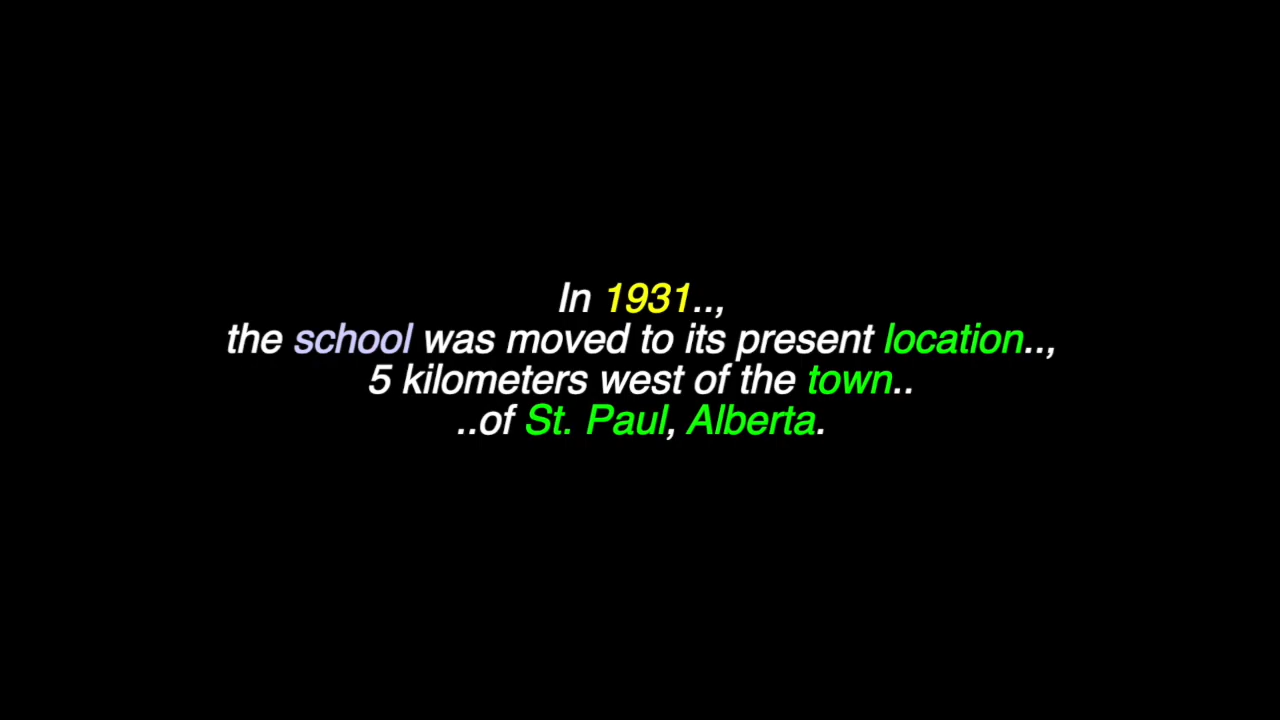 In 1931..,
the school was moved to its present location..,
5 kilometers west of the town..
..of St. Paul, Alberta.